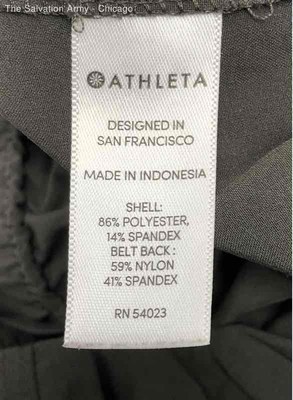 The Salvation Army - Chicago
ATHLETA
DESIGNED IN
SAN FRANCISCO
MADE IN INDONESIA
SHELL:
86% POLYESTER,
14% SPANDEX
BELT BACK :
59% NYLON
41% SPANDEX
RN 54023